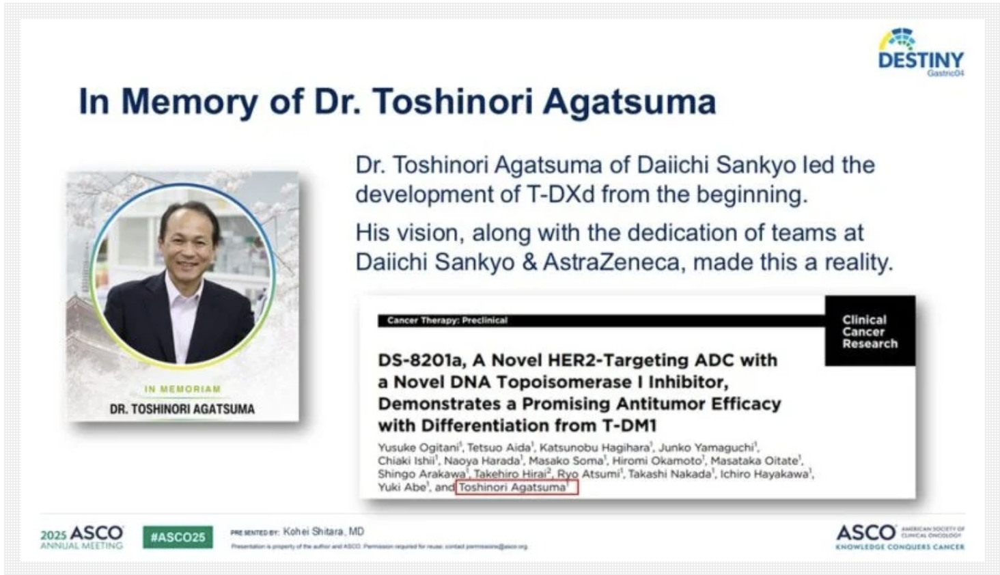 DESTINY
Gastric04
In Memory of Dr. Toshinori Agatsuma
Dr. Toshinori Agatsuma of Daiichi Sankyo led the
development of T-DXd from the beginning.
His vision, along with the dedication of teams at
Daiichi Sankyo & AstraZeneca, made this a reality.
IN MEMORIAM
DR. TOSHINORI AGATSUMA
Cancer Therapy: Preclinical
Clinical
Cancer
Research
DS-8201a, A Novel HER2-Targeting ADC with
a Novel DNA Topoisomerase I Inhibitor,
Demonstrates a Promising Antitumor Efficacy
with Differentiation from T-DM1
Yusuke Ogitani¹, Tetsuo Aida¹, Katsunobu Hagihara¹, Junko Yamaguchi¹,
Chiaki Ishii¹, Naoya Harada¹, Masako Soma¹, Hiromi Okamoto¹, Masataka Oitate¹,
Shingo Arakawa¹, Takehiro Hirai², Ryo Atsumi¹, Takashi Nakada¹, Ichiro Hayakawa¹,
Yuki Abe¹, and Toshinori Agatsuma¹
2025 ASCO
ANNUAL MEETING
#ASCO25
PRESENTED BY: Kohei Shitara, MD
Presentation is property of the author and ASCO. Permission required for reuse; contact permissions@asco.org.
ASCO AMERICAN SOCIETY OF
CLINICAL ONCOLOGY
KNOWLEDGE CONQUERS CANCER